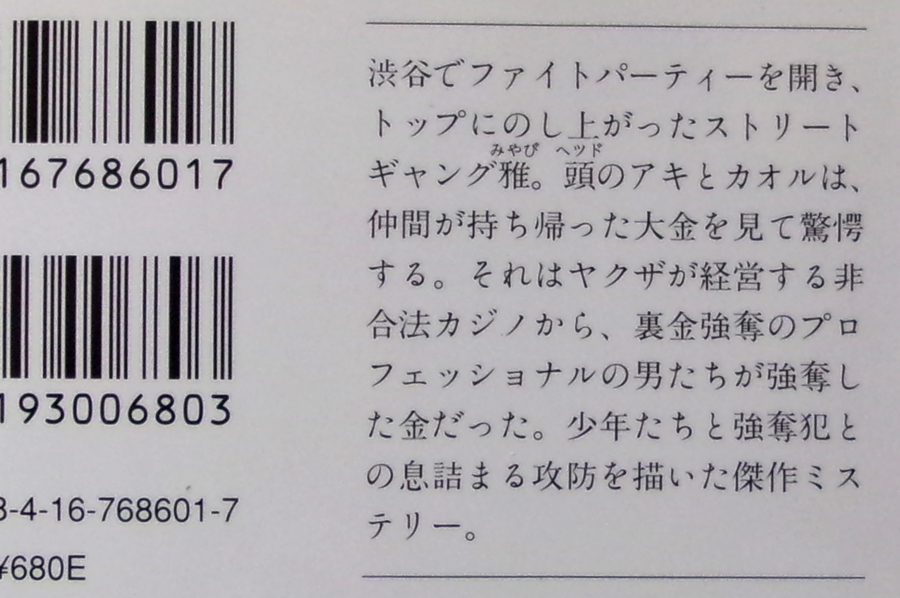 167686017
193006803
3-4-16-768601-7
¥680E
渋谷でファイトパーティーを開き、
トップにのし上がったストリート
みやび ヘッド
ギャング雅。頭のアキとカオルは、
仲間が持ち帰った大金を見て驚愕
する。それはヤクザが経営する非
合法カジノから、裏金強奪のプロ
フェッショナルの男たちが強奪し
た金だった。少年たちと強奪犯と
の息詰まる攻防を描いた傑作ミス
テリー。